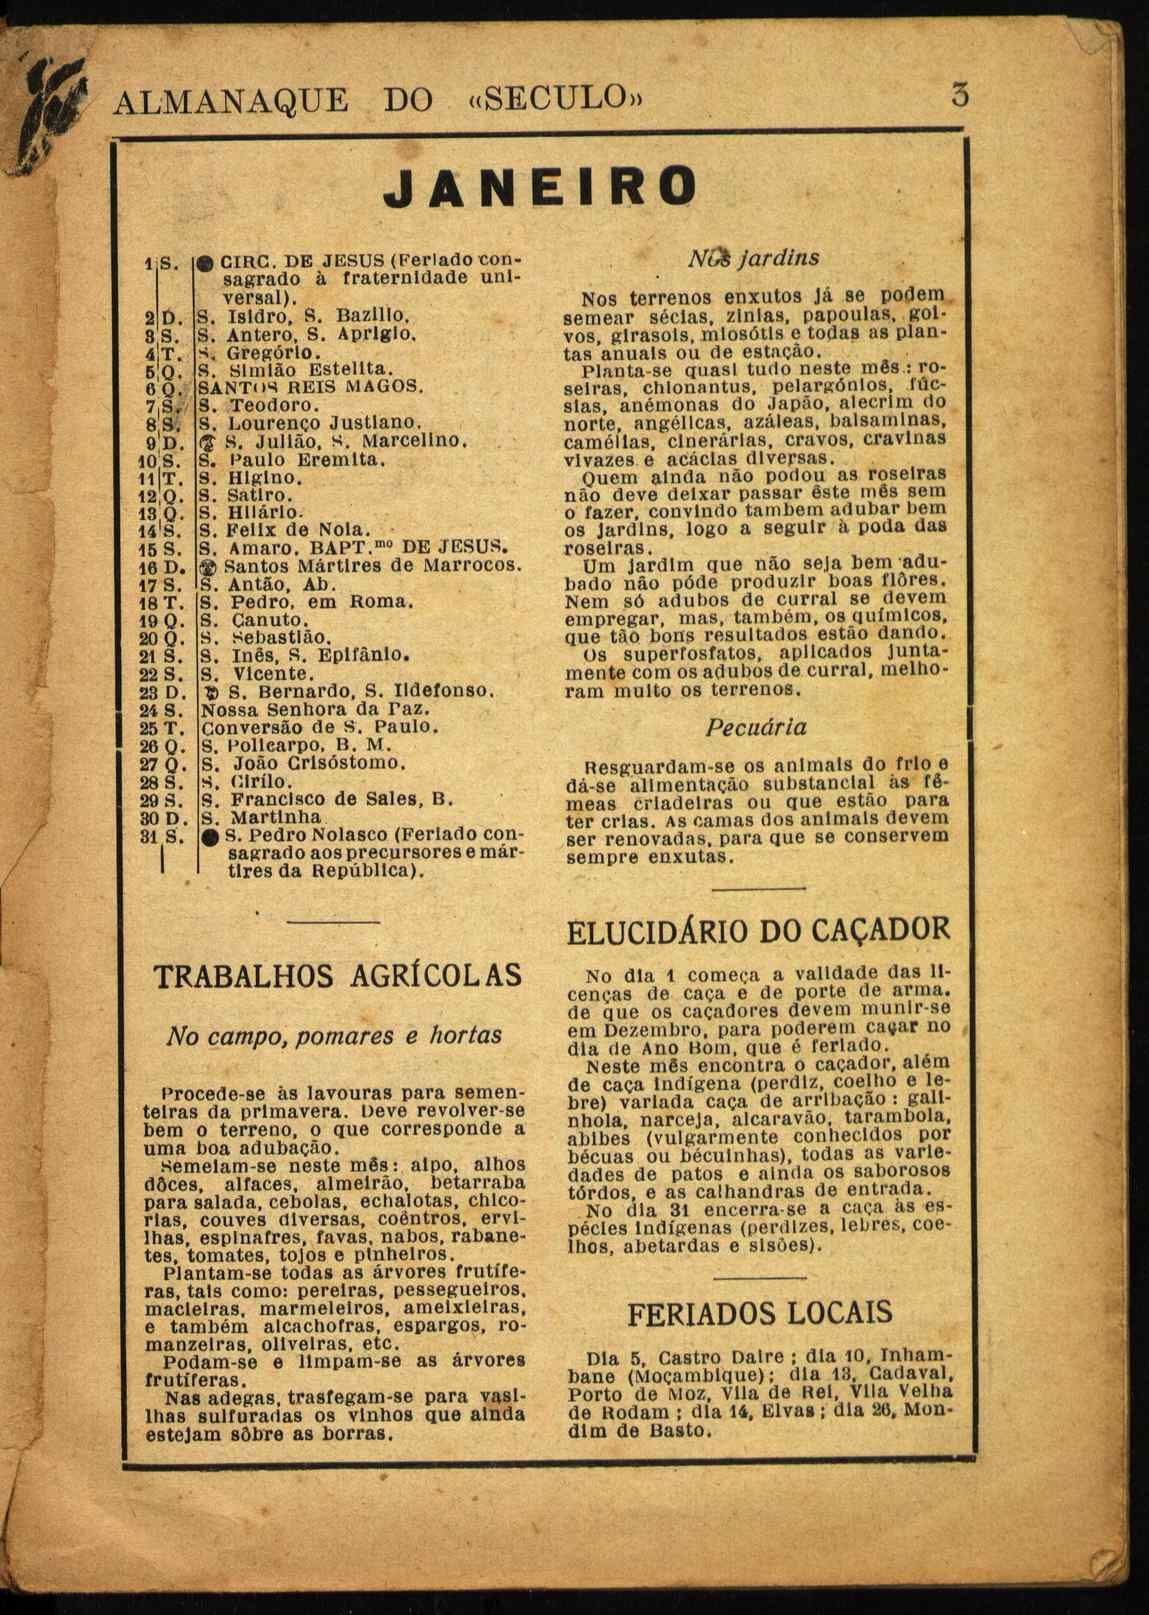 ALMANAQUE DO «SECULO» 3
JANEIRO
1 S. ● CIRC. DE JESUS (Feriado con-
sagrado à fraternidade uni-
versal).
2 D. S. Isidro, S. Bazilio.
3 S. S. Antero, S. Aprigio.
4 T. S. Gregório.
5 Q. S. Simião Estelita.
6 Q. SANTOS REIS MAGOS.
7 S. S. Teodoro.
8 S. S. Lourenço Justiano.
9 D. S. Julião, S. Marcelino.
10 S. S. Paulo Eremita.
11 T. S. Higino.
12 Q. S. Satiro.
13 Q. S. Hilário.
14 S. S. Felix de Nola.
15 S. S. Amaro. BAPT.mo DE JESUS.
16 D. Santos Mártires de Marrocos.
17 S. S. Antão, Ab.
18 T. S. Pedro, em Roma.
19 Q. S. Canuto.
20 Q. S. Sebastião.
21 S. S. Inês, S. Epifânio.
22 S. S. Vicente.
23 D. S. Bernardo, S. Ildefonso.
24 S. Nossa Senhora da Paz.
25 T. Conversão de S. Paulo.
26 Q. S. Policarpo, B. M.
27 Q. S. João Crisóstomo.
28 S. S. Cirilo.
29 S. S. Francisco de Sales, B.
30 D. S. Martinha
31 S. ● S. Pedro Nolasco (Feriado con-
sagrado aos precursores e már-
tires da República).
TRABALHOS AGRÍCOLAS
No campo, pomares e hortas
Procede-se às lavouras para semen-
teiras da primavera. Deve revolver-se
bem o terreno, o que corresponde a
uma boa adubação.
Semeiam-se neste mês: aipo, alhos
dôces, alfaces, almeirão, betarraba
para salada, cebolas, echalotas, chico-
rias, couves diversas, coêntros, ervi-
lhas, espinafres, favas, nabos, rabane-
tes, tomates, tojos e pinheiros.
Plantam-se todas as árvores frutífe-
ras, tais como: pereiras, pessegueiros,
macieiras, marmeleiros, ameixieiras,
e também alcachofras, espargos, ro-
manzeiras, oliveiras, etc.
Podam-se e limpam-se as árvores
frutíferas.
Nas adegas, trasfegam-se para vasi-
lhas sulfuradas os vinhos que ainda
estejam sôbre as borras.
Nos jardins
Nos terrenos enxutos já se podem
semear sécias, zinias, papoulas, goi-
vos, girasois, miosótis e todas as plan-
tas anuais ou de estação.
Planta-se quasi tudo neste mês: ro-
seiras, chionantus, pelargónios, fúc-
sias, anémonas do Japão, alecrim do
norte, angélicas, azáleas, balsaminas,
camélias, cinerárias, cravos, cravinas
vivazes e acácias diversas.
Quem ainda não podou as roseiras
não deve deixar passar êste mês sem
o fazer, convindo tambem adubar bem
os jardins, logo a seguir à poda das
roseiras.
Um jardim que não seja bem adu-
bado não póde produzir boas flôres.
Nem só adubos de curral se devem
empregar, mas, também, os químicos,
que tão bons resultados estão dando.
Os superfosfatos, aplicados junta-
mente com os adubos de curral, melho-
ram muito os terrenos.
Pecuária
Resguardam-se os animais do frio e
dá-se alimentação substancial às fê-
meas criadeiras ou que estão para
ter crias. As camas dos animais devem
ser renovadas, para que se conservem
sempre enxutas.
ELUCIDÁRIO DO CAÇADOR
No dia 1 começa a validade das li-
cenças de caça e de porte de arma.
de que os caçadores devem munir-se
em Dezembro, para poderem caçar no
dia de Ano Bom, que é feriado.
Neste mês encontra o caçador, além
de caça indígena (perdiz, coelho e le-
bre) variada caça de arribação: gali-
nhola, narceja, alcaravão, tarambola,
abibes (vulgarmente conhecidos por
bécuas ou bécuinhas), todas as varie-
dades de patos e ainda os saborosos
tórdos, e as calhandras de entrada.
No dia 31 encerra-se a caça às es-
pécies indígenas (perdizes, lebres, coe-
lhos, abetardas e sisões).
FERIADOS LOCAIS
Dia 5, Castro Daire; dia 10, Inham-
bane (Moçambique); dia 13, Cadaval,
Porto de Moz, Vila de Rei, Vila Velha
de Rodam; dia 14, Elvas; dia 26, Mon-
dim de Basto.